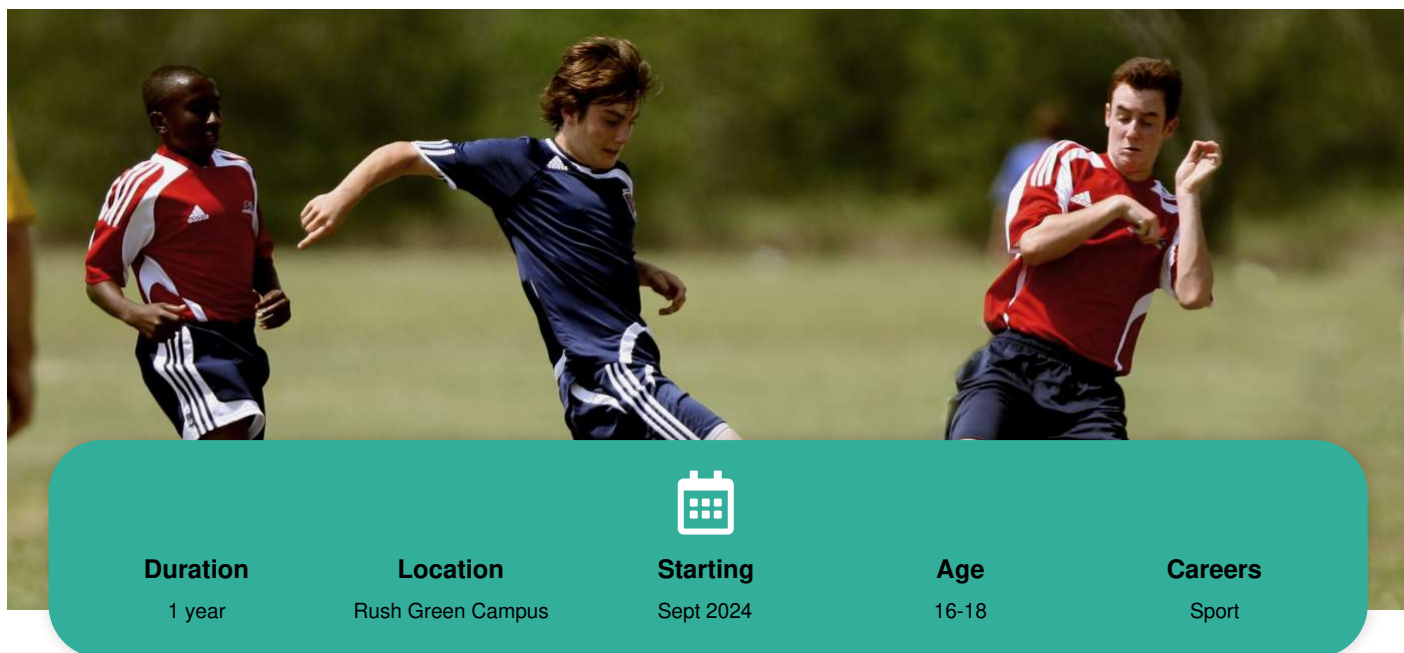 Duration
Location
Starting
Age
Careers
1 year
Rush Green Campus
Sept 2024
16-18
Sport